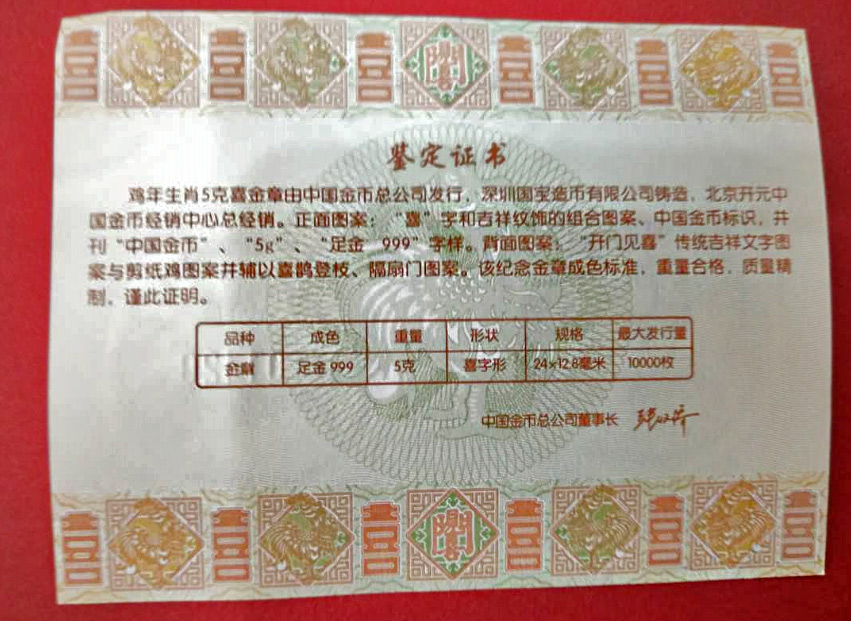 鉴定证书
鸡年生肖5克喜金章由中国金币总公司发行，深圳国宝造币有限公司铸造，北京开元中
国金币经销中心总经销。正面图案：“喜”字和吉祥纹饰的组合图案、中国金币标识，并
刊“中国金币”、“5g”、“足金 999”字样。背面图案：“开门见喜”传统吉祥文字图
案与剪纸鸡图案并辅以喜鹊登枝、隔扇门图案。该纪念金章成色标准，重量合格，质量精
制，谨此证明。
品种 成色 重量 形状 规格 最大发行量
金章 足金 999 5克 喜字形 24×12.8毫米 10000枚
中国金币总公司董事长